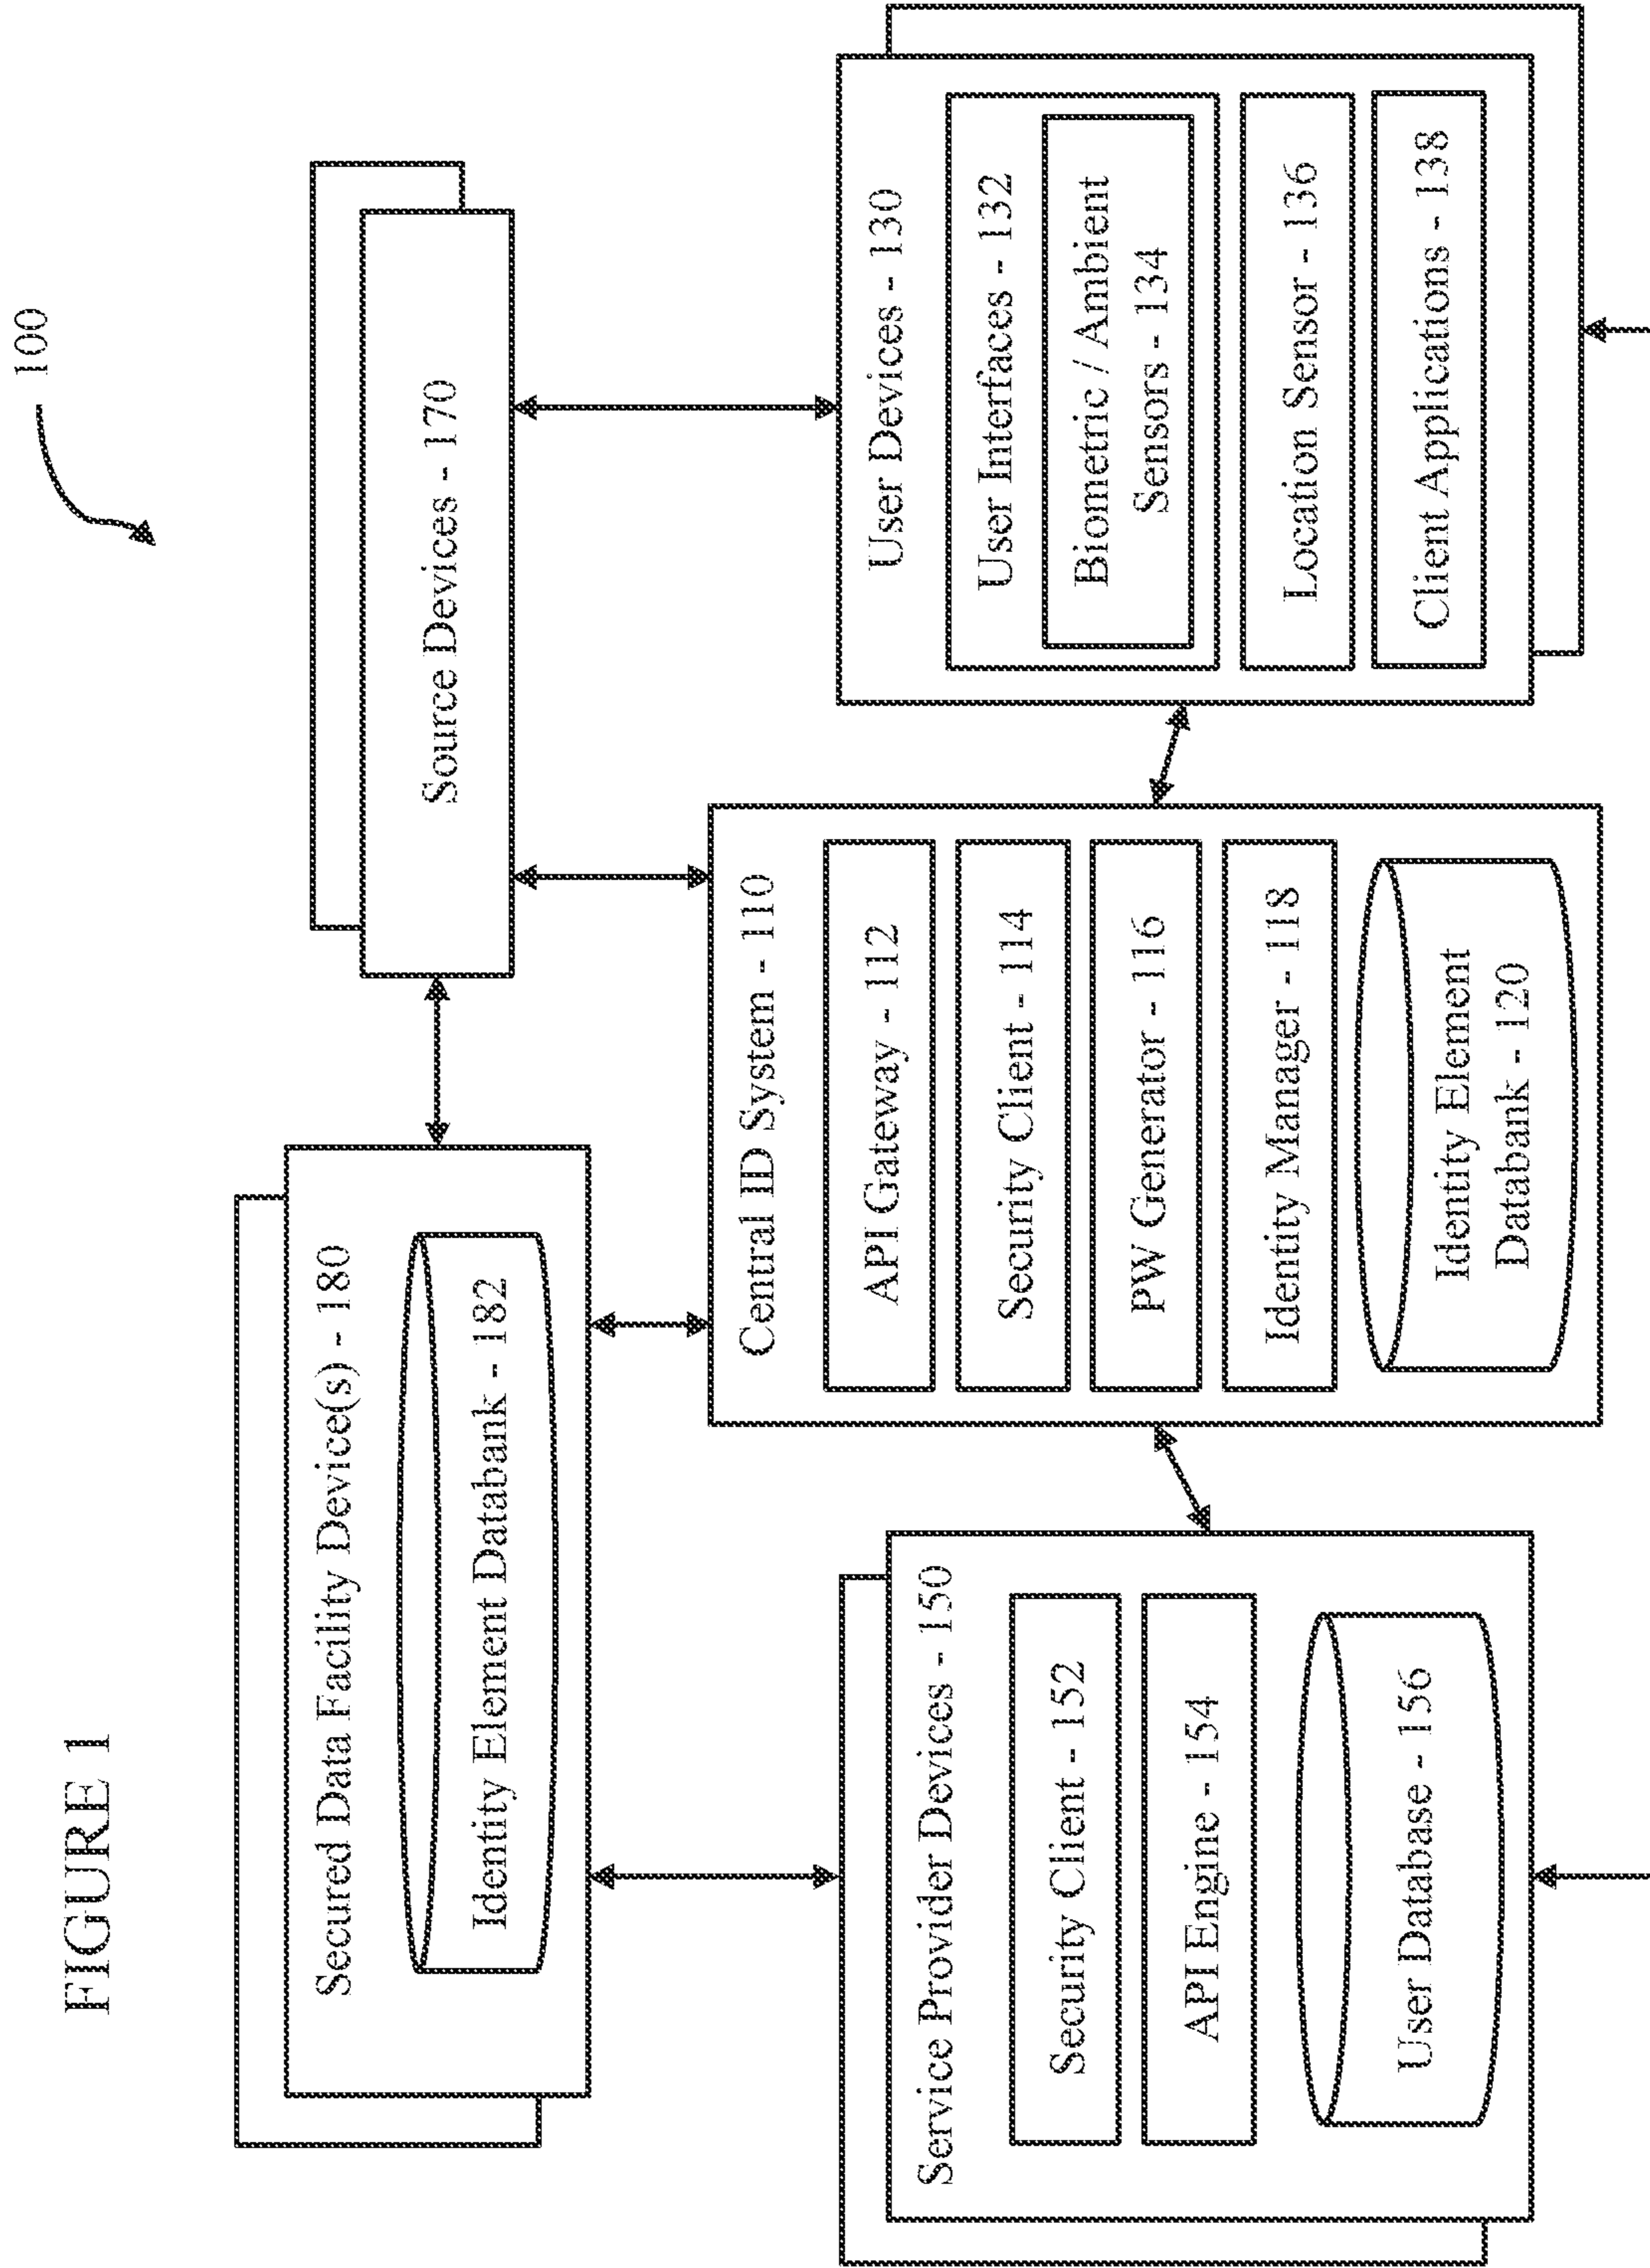 FIGURE 1
100
Secured Data Facility Device(s) - 180
Identity Element Databank - 182
Source Devices - 170
Service Provider Devices - 150
Security Client - 152
API Engine - 154
User Database - 156
Central ID System - 110
API Gateway - 112
Security Client - 114
PW Generator - 116
Identity Manager - 118
Identity Element
Databank - 120
User Devices - 130
User Interfaces - 132
Biometric / Ambient
Sensors - 134
Location Sensor - 136
Client Applications - 138